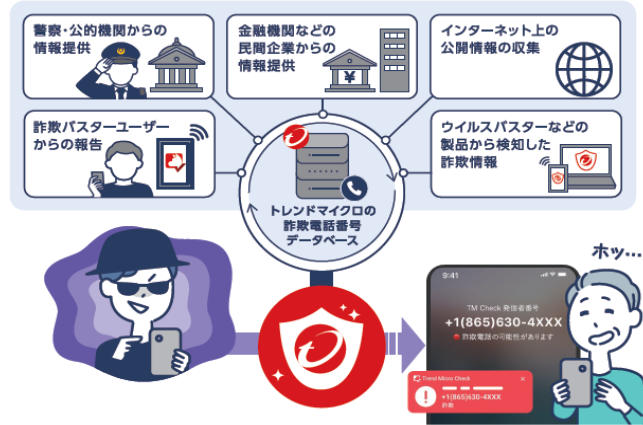 警察・公的機関からの
情報提供
金融機関などの
民間企業からの
情報提供
¥
インターネット上の
公開情報の収集
詐欺バスターユーザー
からの報告
ウイルスバスターなどの
製品から検知した
詐欺情報
トレンドマイクロの
詐欺電話番号
データベース
ホッ...
9:41
TM Check 発信者番号
+1(865)630-4XXX
詐欺電話の可能性があります
Trend Micro Check
+1(865)630-4XXX
詐欺